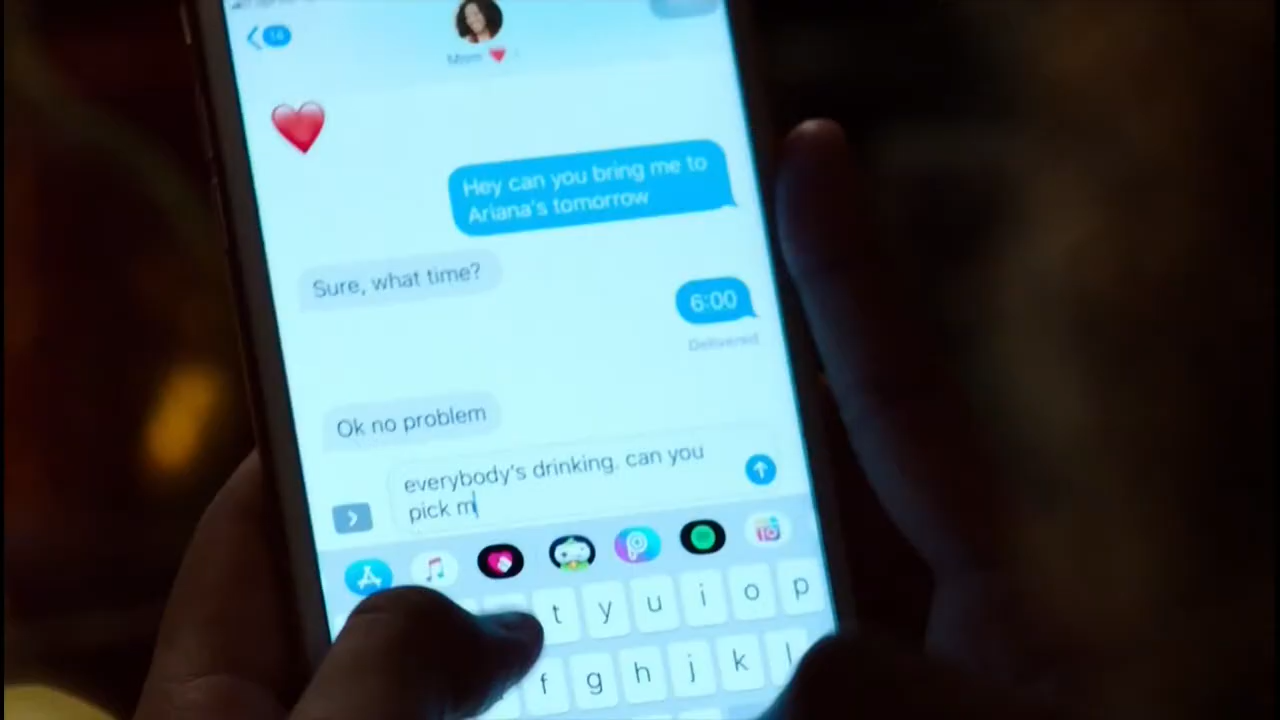 16
Mom ❤️
❤️
Hey can you bring me to
Ariana's tomorrow
Sure, what time?
6:00
Delivered
Ok no problem
everybody's drinking. can you
pick m
t y u i o p
f g h j k l